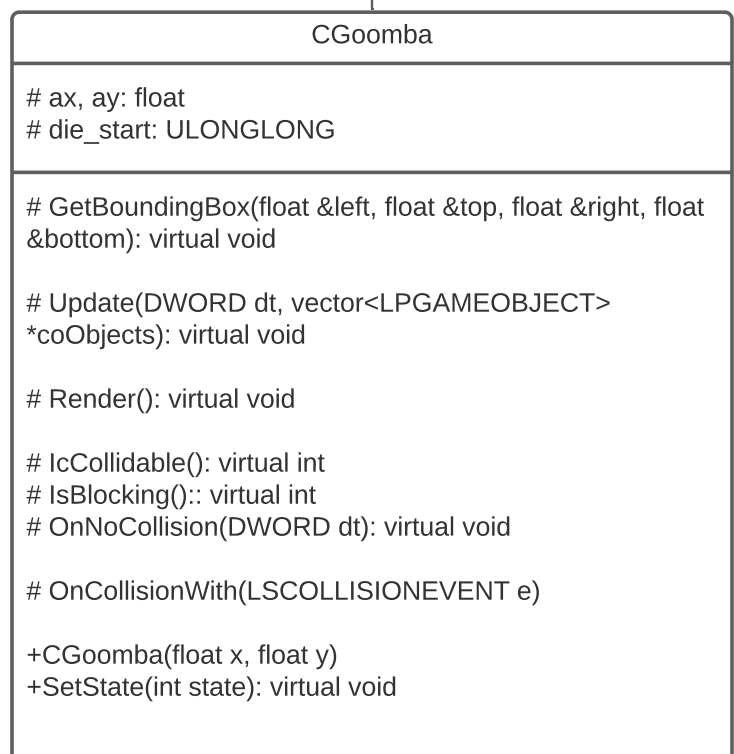 CGoomba
# ax, ay: float
# die_start: ULONGLONG
# GetBoundingBox(float &left, float &top, float &right, float
&bottom): virtual void
# Update(DWORD dt, vector<LPGAMEOBJECT>
*coObjects): virtual void
# Render(): virtual void
# IcCollidable(): virtual int
# IsBlocking():: virtual int
# OnNoCollision(DWORD dt): virtual void
# OnCollisionWith(LSCOLLISIONEVENT e)
+CGoomba(float x, float y)
+SetState(int state): virtual void